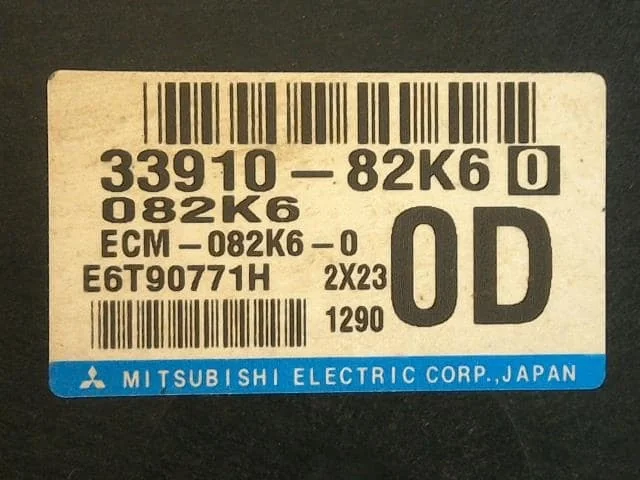 33910-82K6 0
082K6
0D
ECM-082K6-0
E6T90771H 2X23
1290
MITSUBISHI ELECTRIC CORP.,JAPAN